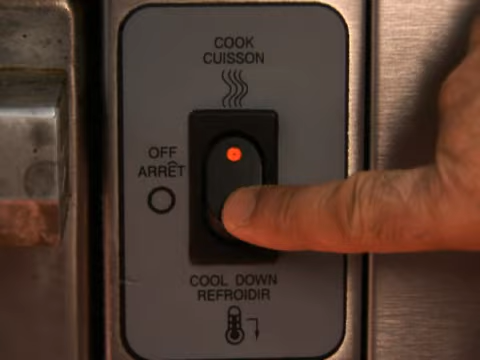 COOK
CUISSON
OFF
ARRÊT
COOL DOWN
REFROIDIR